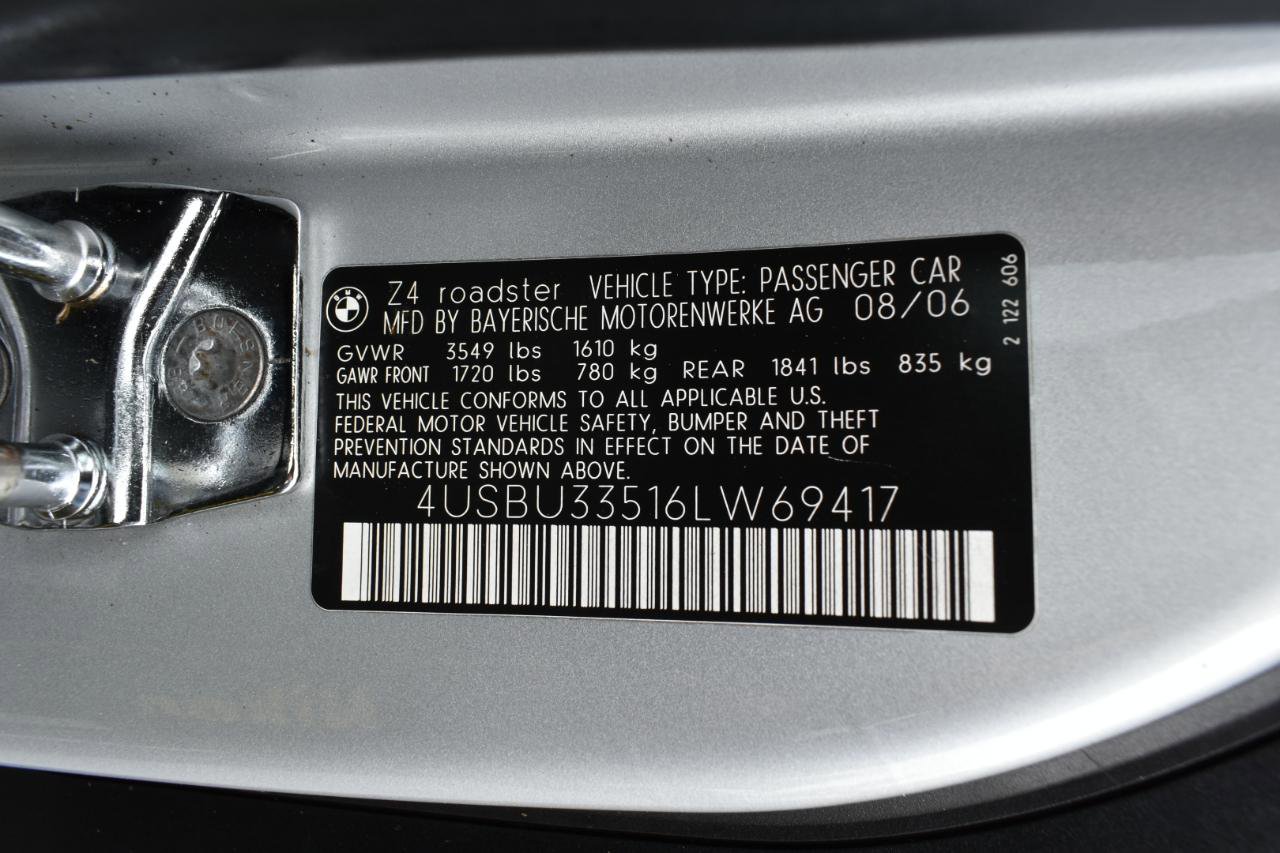 Z4 roadster VEHICLE TYPE: PASSENGER CAR
MFD BY BAYERISCHE MOTORENWERKE AG 08/06
GVWR 3549 lbs 1610 kg
GAWR FRONT 1720 lbs 780 kg REAR 1841 lbs 835 kg
THIS VEHICLE CONFORMS TO ALL APPLICABLE U.S.
FEDERAL MOTOR VEHICLE SAFETY, BUMPER AND THEFT
PREVENTION STANDARDS IN EFFECT ON THE DATE OF
MANUFACTURE SHOWN ABOVE.
4USBU33516LW69417
2 122 606
BMW